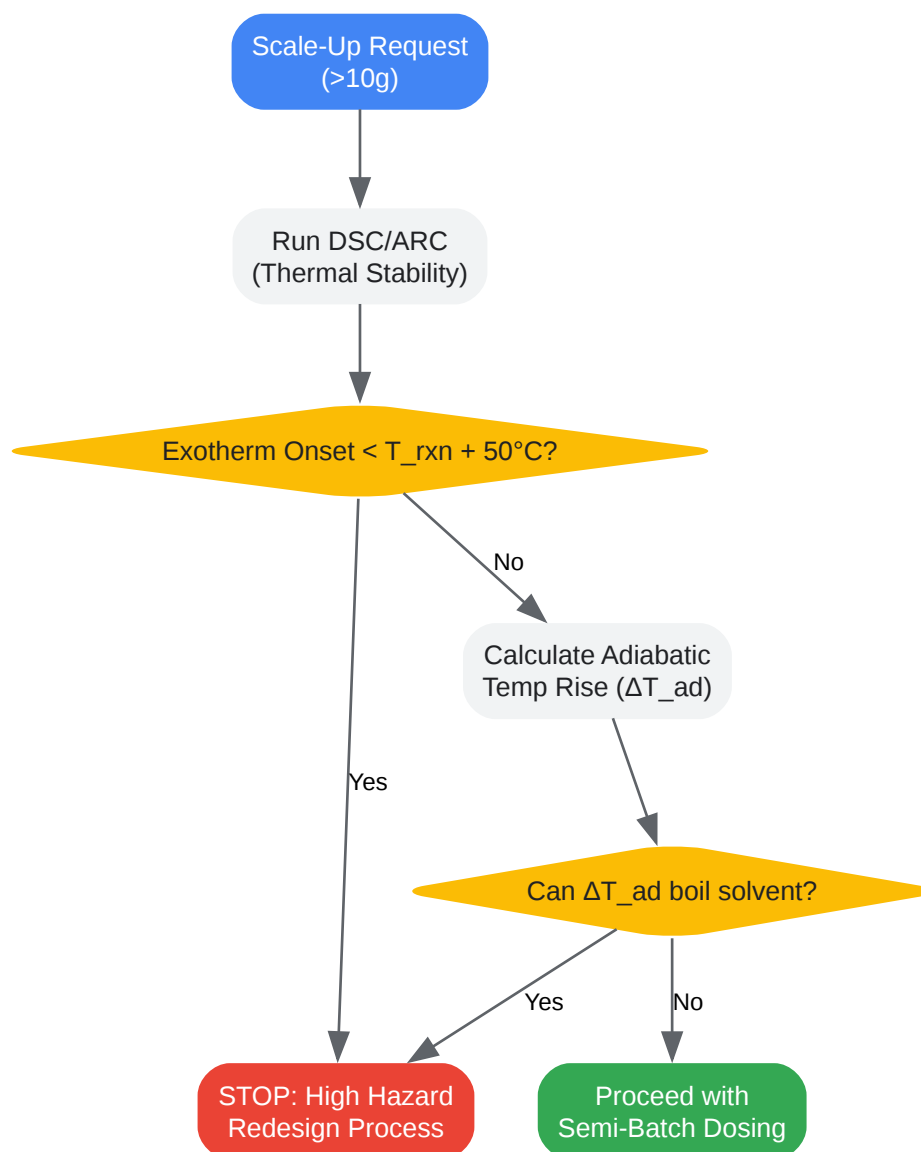 Scale-Up Request
(>10g)
Run DSC/ARC
(Thermal Stability)
Exotherm Onset < T_rxn + 50°C?
No
Calculate Adiabatic
Temp Rise (ΔT_ad)
Yes
Can ΔT_ad boil solvent?
Yes
No
STOP: High Hazard
Redesign Process
Proceed with
Semi-Batch Dosing